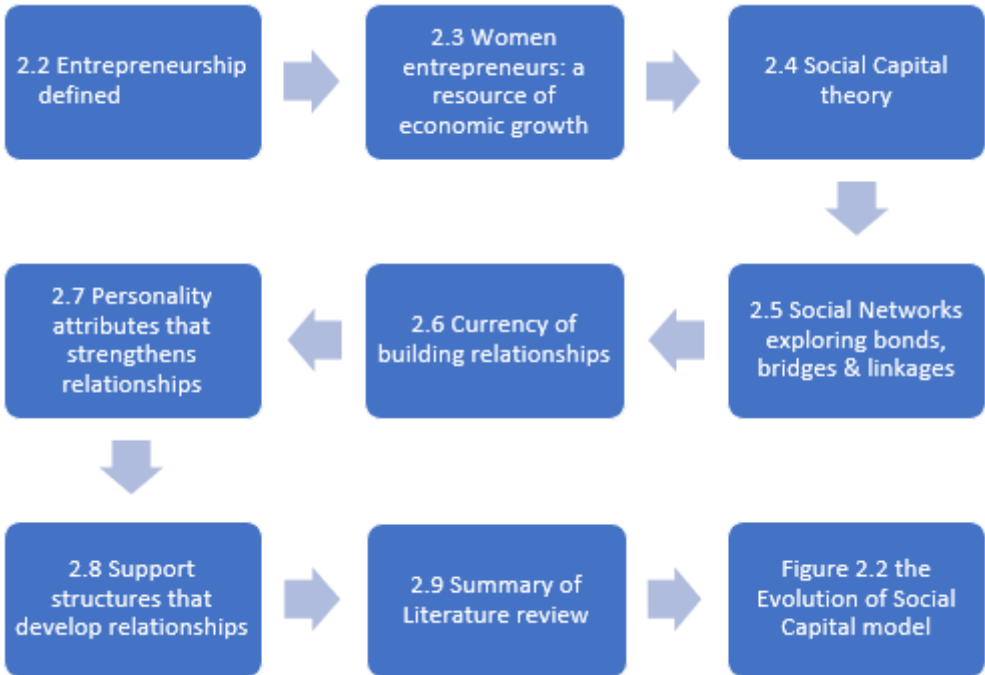 2.2 Entrepreneurship
defined
2.3 Women
entrepreneurs: a
resource of
economic growth
2.4 Social Capital
theory
2.5 Social Networks
exploring bonds,
bridges & linkages
2.6 Currency of
building relationships
2.7 Personality
attributes that
strengthens
relationships
2.8 Support
structures that
develop relationships
2.9 Summary of
Literature review
Figure 2.2 the
Evolution of Social
Capital model